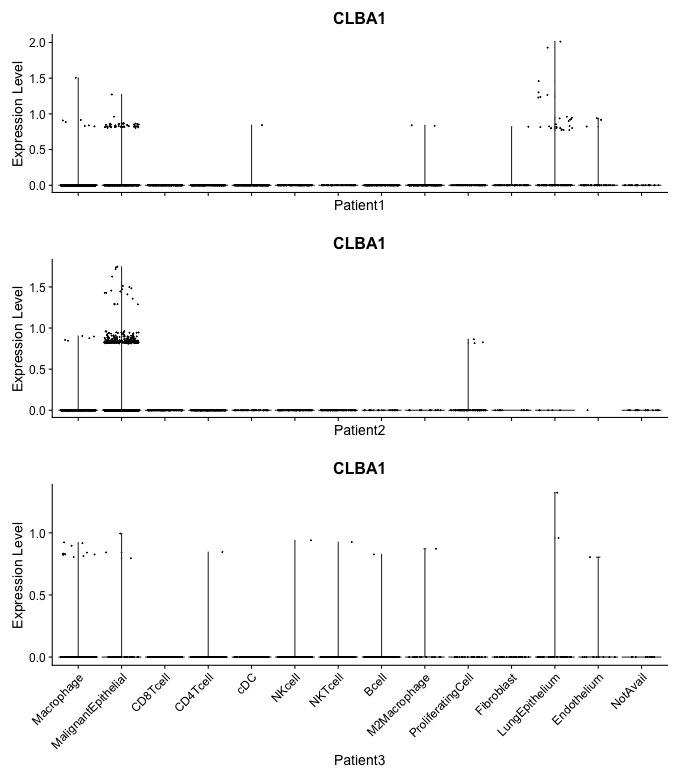 CLBA1
Expression Level
2.0
1.5
1.0
0.5
0.0
Patient1
CLBA1
Expression Level
1.5
1.0
0.5
0.0
Patient2
CLBA1
Expression Level
1.0
0.5
0.0
Macrophage
MalignantEpithelial
CD8Tcell
CD4Tcell
cDC
NKcell
NKTcell
Bcell
M2Macrophage
ProliferatingCell
Fibroblast
LungEpithelium
Endothelium
NotAvail
Patient3